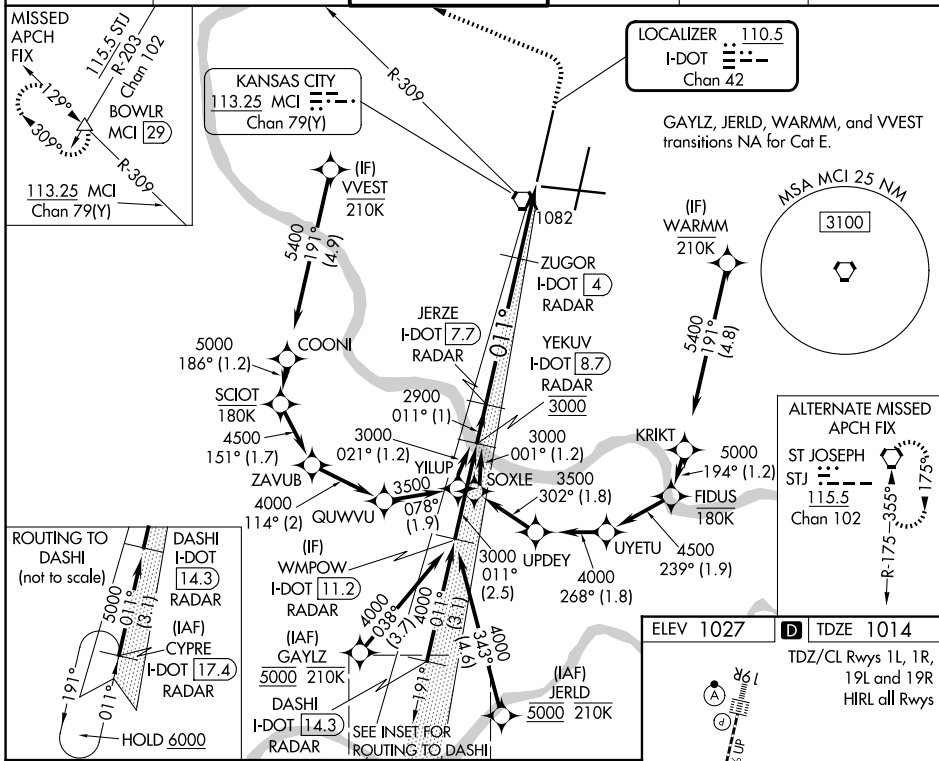 MISSED
APCH
FIX
115.5 STJ
R-203
Chan 102
129°
309°
BOWLR
MCI 29
R-309
113.25 MCI
Chan 79(Y)
KANSAS CITY
113.25 MCI
Chan 79(Y)
R-309
LOCALIZER 110.5
I-DOT
Chan 42
GAYLZ, JERLD, WARMM, and VVEST
transitions NA for Cat E.
MSA MCI 25 NM
3100
(IF)
VVEST
210K
5400
191°
(4.9)
1082
(IF)
WARMM
210K
5400
191°
(4.8)
ZUGOR
I-DOT 4
RADAR
JERZE
I-DOT 7.7
RADAR
011°
YEKUV
I-DOT 8.7
RADAR
3000
COONI
5000
186° (1.2)
SCIOT
180K
4500
151° (1.7)
ZAVUB
4000
114° (2)
QUWVU
3500
078°
(1.9)
2900
011° (1)
3000
021° (1.2)
YILUP
SOXLE
3000
001° (1.2)
3500
302° (1.8)
UPDEY
4000
268° (1.8)
UYETU
4500
239° (1.9)
KRIKT
5000
194° (1.2)
FIDUS
180K
3000
011°
(2.5)
(IF)
WMPOW
I-DOT 11.2
RADAR
4000
038°
(3.7)
4000
011°
(3.1)
4000
343°
(4.6)
(IAF)
GAYLZ
5000 210K
(IAF)
JERLD
5000 210K
DASHI
I-DOT 14.3
RADAR
191°
SEE INSET FOR
ROUTING TO DASHI
ROUTING TO
DASHI
(not to scale)
DASHI
I-DOT
14.3
RADAR
5000
011°
(3.1)
(IAF)
CYPRE
I-DOT 17.4
RADAR
191°
011°
HOLD 6000
ALTERNATE MISSED
APCH FIX
ST JOSEPH
STJ
115.5
Chan 102
175°
355°
R-175
ELEV 1027
D
TDZE 1014
TDZ/CL Rwys 1L, 1R,
19L and 19R
HIRL all Rwys
19R
A
UP